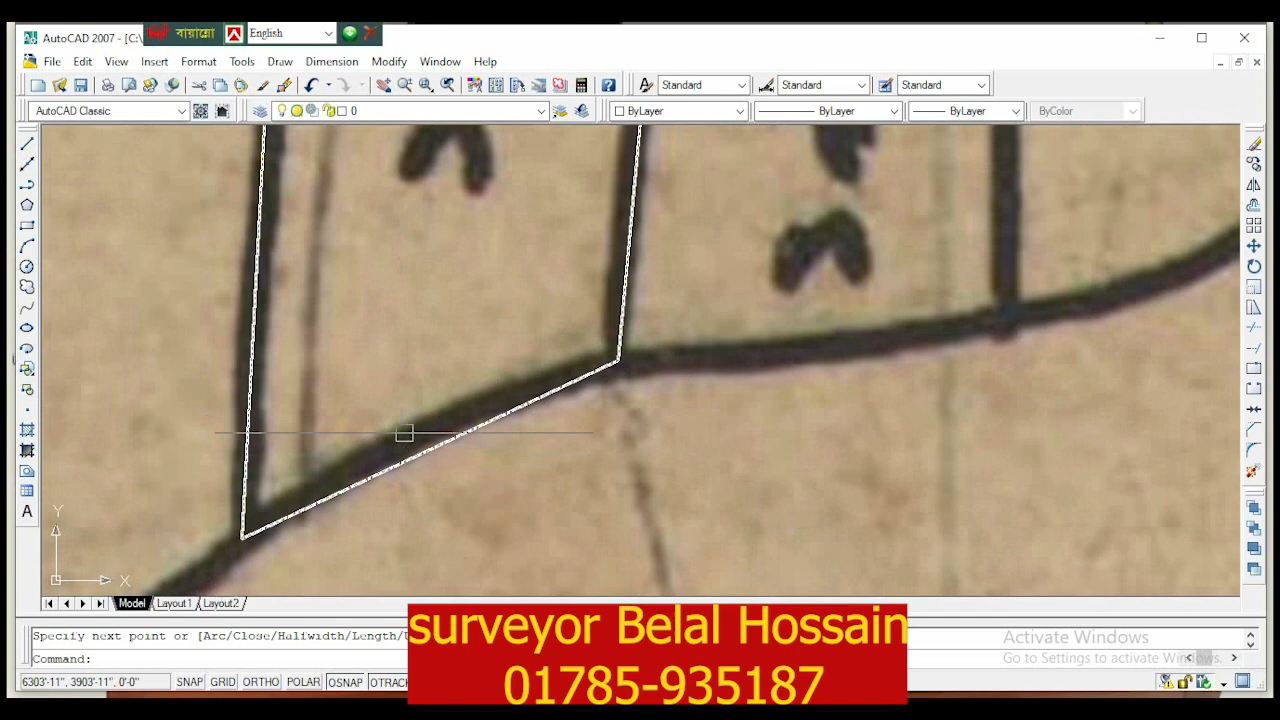 AutoCAD 2007 - [C:\
বায়ান্নো English
File Edit View Insert Format Tools Draw Dimension Modify Window Help
Standard Standard Standard
AutoCAD Classic 0 ByLayer ByLayer ByLayer ByColor
Y
X
Model Layout1 Layout2
Specify next point or [Arc/Close/Halfwidth/Length/U
Command:
6303'-11", 3903'-11", 0'-0" SNAP GRID ORTHO POLAR OSNAP OTRACK
surveyor Belal Hossain
01785-935187
Activate Windows
Go to Settings to activate Windows.